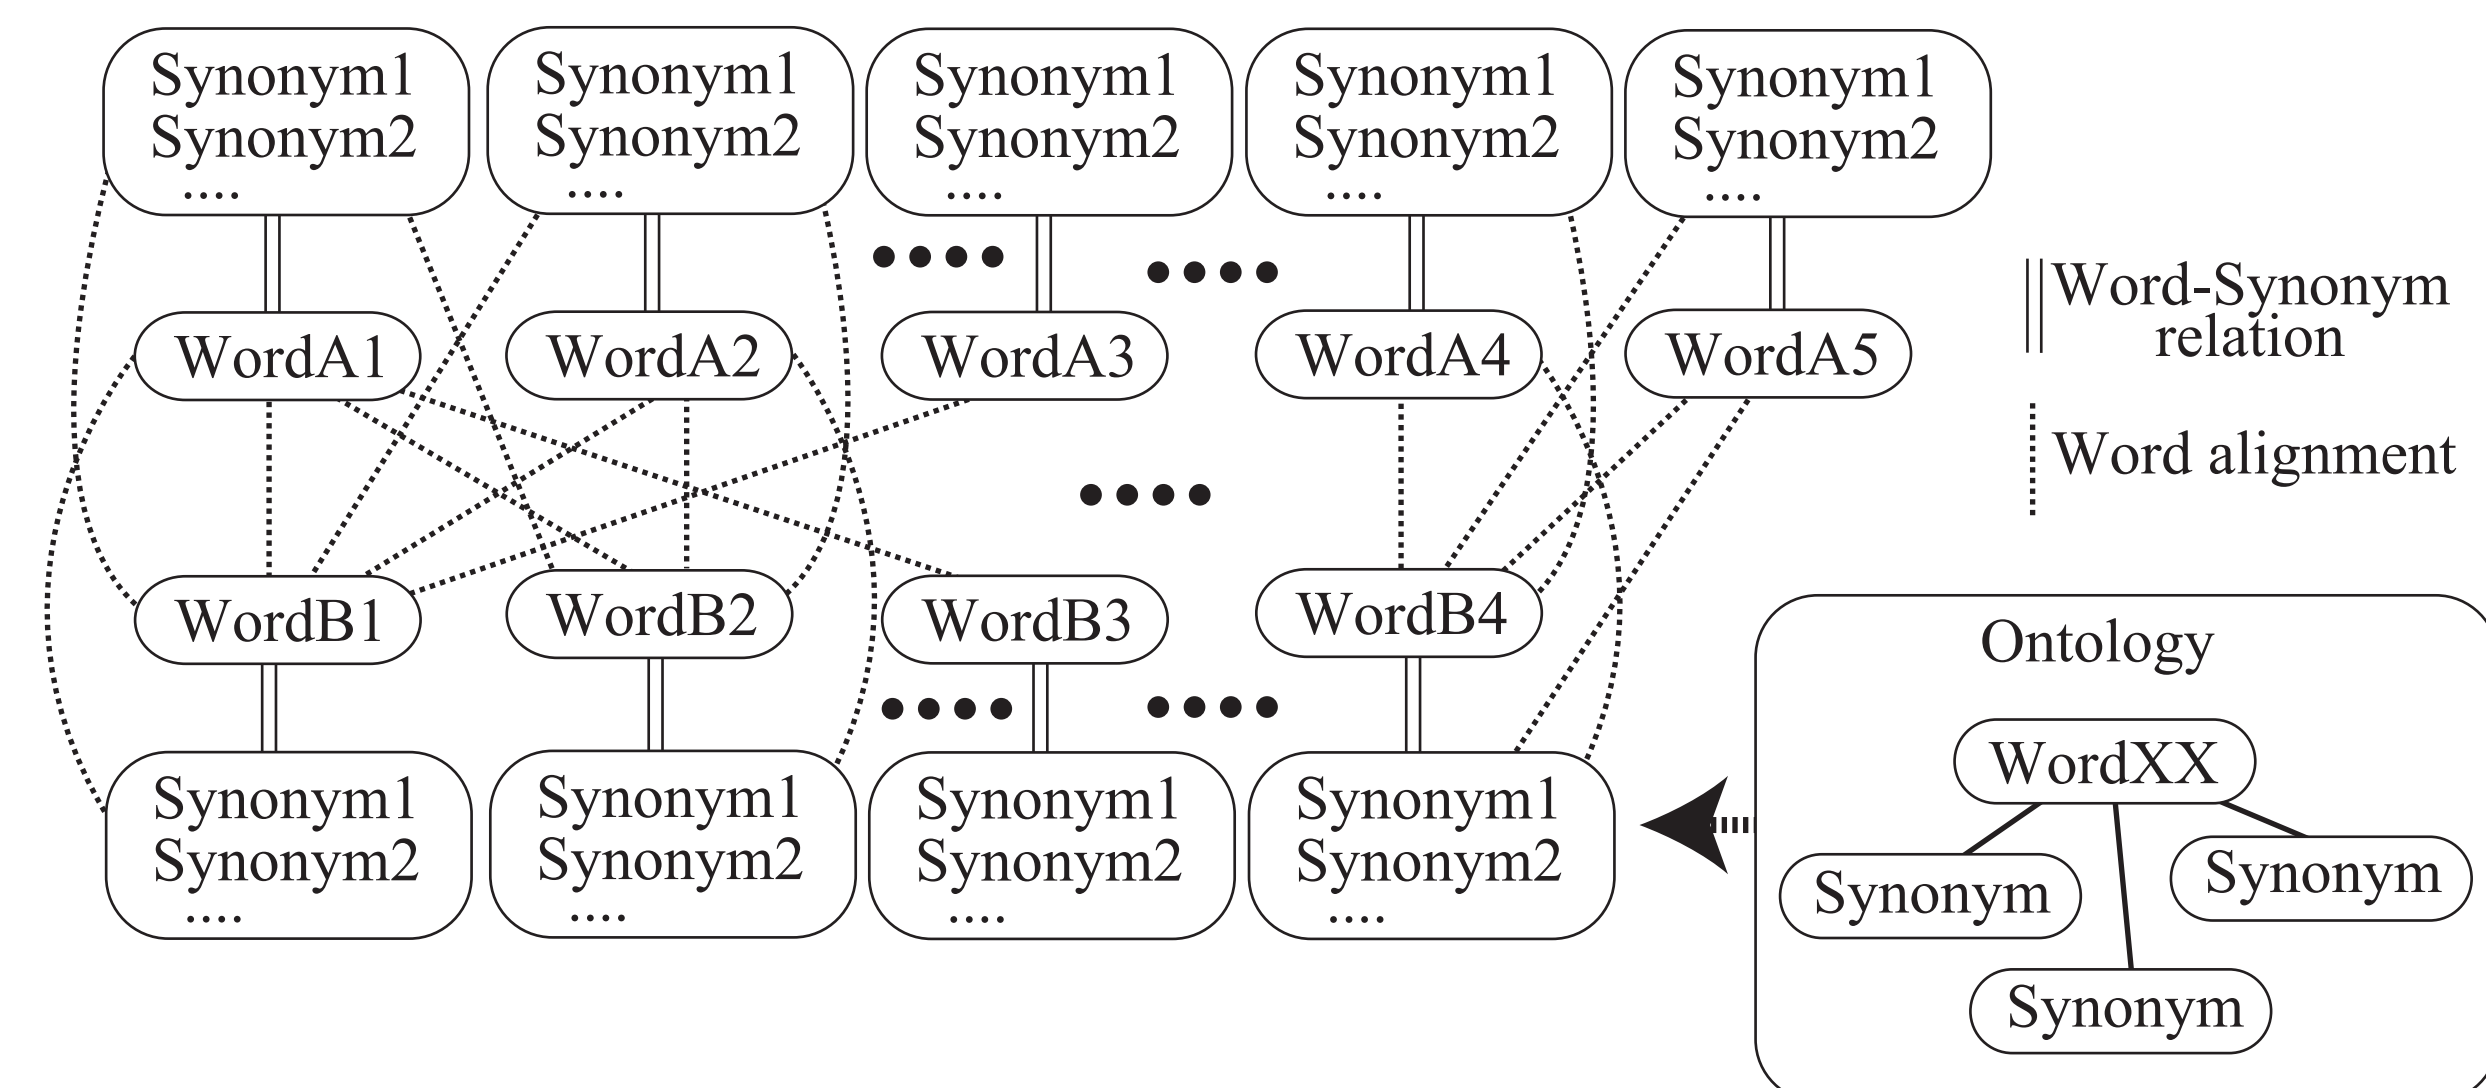 Synonym1
Synonym2
....
Synonym1
Synonym2
....
Synonym1
Synonym2
....
Synonym1
Synonym2
....
Synonym1
Synonym2
....
WordA1
WordA2
WordA3
WordA4
WordA5
Word-Synonym
relation
Word alignment
WordB1
WordB2
WordB3
WordB4
Synonym1
Synonym2
....
Synonym1
Synonym2
....
Synonym1
Synonym2
....
Synonym1
Synonym2
....
Ontology
WordXX
Synonym
Synonym
Synonym